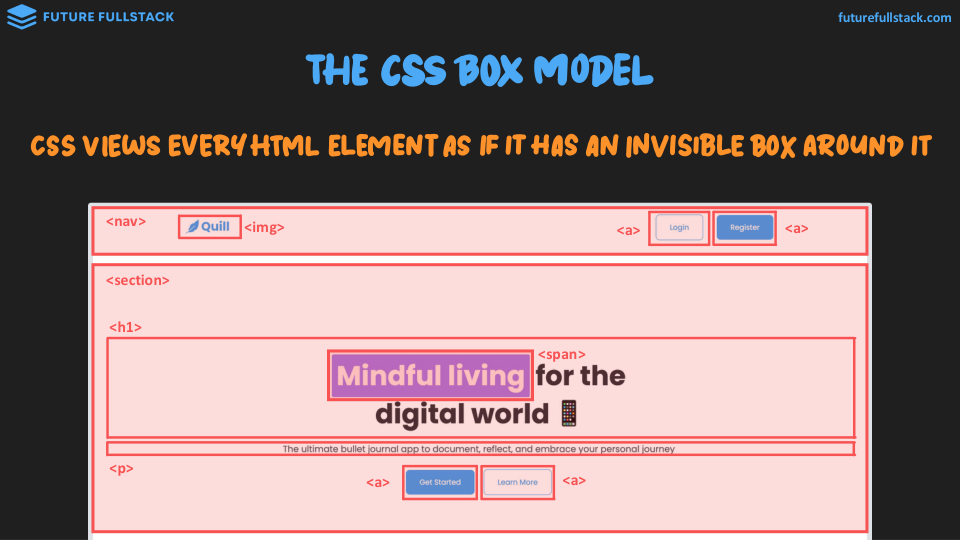 FUTURE FULLSTACK
futurefullstack.com
THE CSS BOX MODEL
CSS VIEWS EVERY HTML ELEMENT AS IF IT HAS AN INVISIBLE BOX AROUND IT
<nav>
Quill
<img>
<a>
Login
Register
<a>
<section>
<h1>
<span>
Mindful living for the
digital world
The ultimate bullet journal app to document, reflect, and embrace your personal journey
<p>
<a>
Get Started
Learn More
<a>